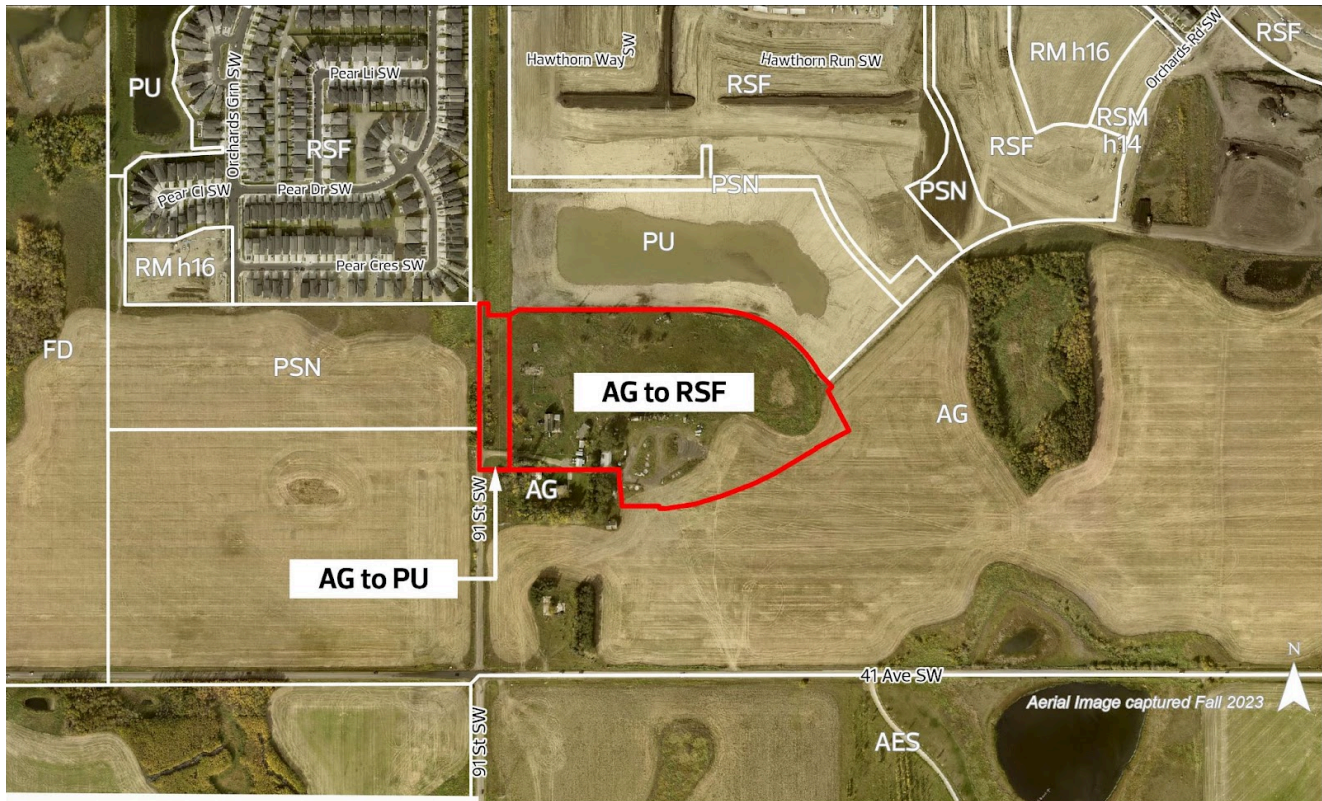 Hawthorn Way SW
Hawthorn Run SW
RSF
RM h16
Orchards Rd SW
RSF
PU
Orchards Grn SW
Pear Li SW
RSF
RSM
h14
RSF
Pear Cl SW
Pear Dr SW
PSN
PSN
RM h16
Pear Cres SW
PU
FD
PSN
AG to RSF
AG
AG
91 St SW
AG to PU
41 Ave SW
N
Aerial Image captured Fall 2023
91 St SW
AES